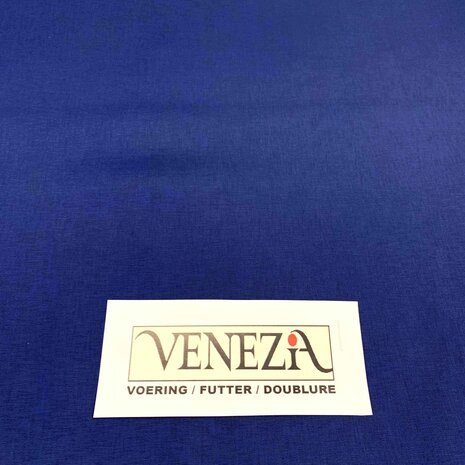 VENEZiA
VOERING / FUTTER / DOUBLURE